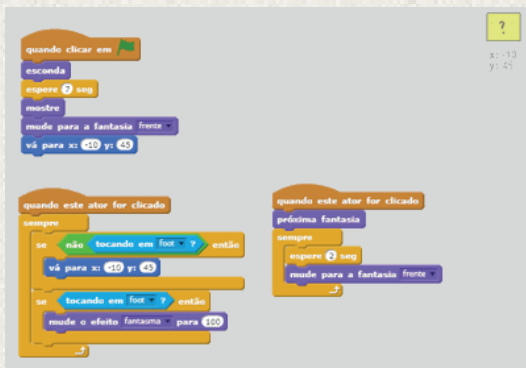 ?
x: -10
y: 45
quando clicar em
esconda
espere 7 seg
mostre
mude para a fantasia frente
vá para x: -10 y: 45
quando este ator for clicado
sempre
se não tocando em foot ? então
vá para x: -10 y: 45
se tocando em foot ? então
mude o efeito fantasma para 100
quando este ator for clicado
próxima fantasia
sempre
espere 2 seg
mude para a fantasia frente